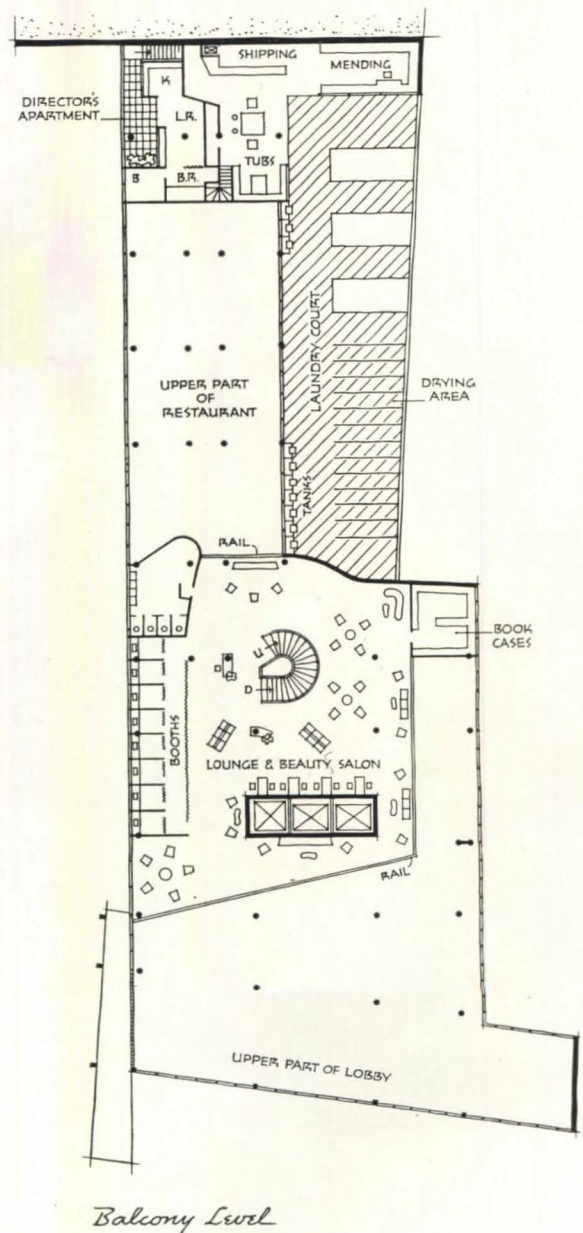 SHIPPING
MENDING
K
DIRECTOR'S
APARTMENT
L.R.
TUBS
B
B.R.
LAUNDRY COURT
UPPER PART
OF
RESTAURANT
DRYING
AREA
TANKS
RAIL
BOOK
CASES
U
D
BOOTHS
LOUNGE & BEAUTY SALON
RAIL
UPPER PART OF LOBBY
Balcony Level